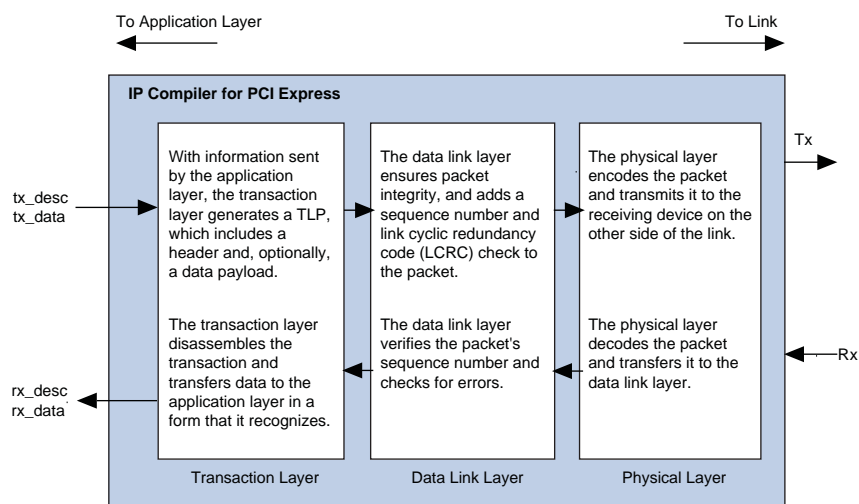 To Application Layer
To Link
IP Compiler for PCI Express
With information sent
by the application
layer, the transaction
layer generates a TLP,
which includes a
header and, optionally,
a data payload.
The data link layer
ensures packet
integrity, and adds a
sequence number and
link cyclic redundancy
code (LCRC) check to
the packet.
The physical layer
encodes the packet
and transmits it to the
receiving device on the
other side of the link.
Tx
tx_desc
tx_data
The transaction layer
disassembles the
transaction and
transfers data to the
application layer in a
form that it recognizes.
The data link layer
verifies the packet's
sequence number and
checks for errors.
The physical layer
decodes the packet
and transfers it to the
data link layer.
Rx
rx_desc
rx_data
Transaction Layer
Data Link Layer
Physical Layer